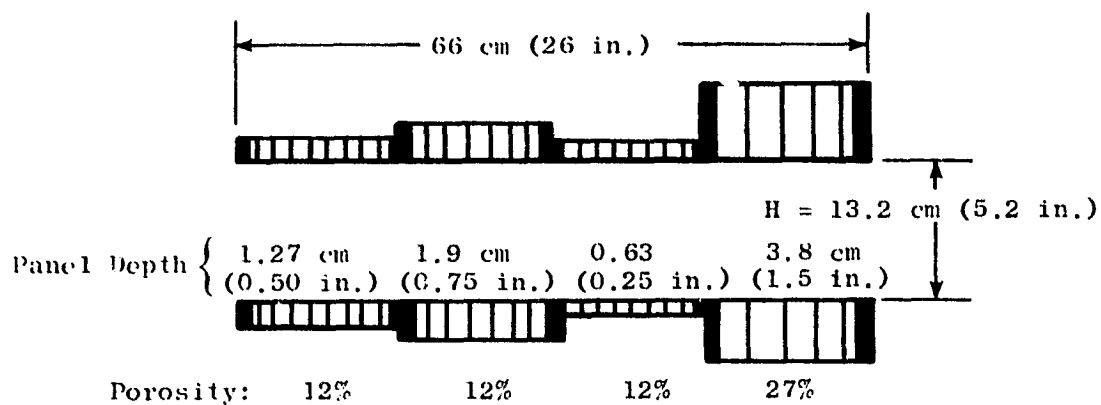 66 cm (26 in.)
H = 13.2 cm (5.2 in.)
Panel Depth { 1.27 cm 1.9 cm 0.63 3.8 cm
(0.50 in.) (0.75 in.) (0.25 in.) (1.5 in.)
Porosity: 12% 12% 12% 27%